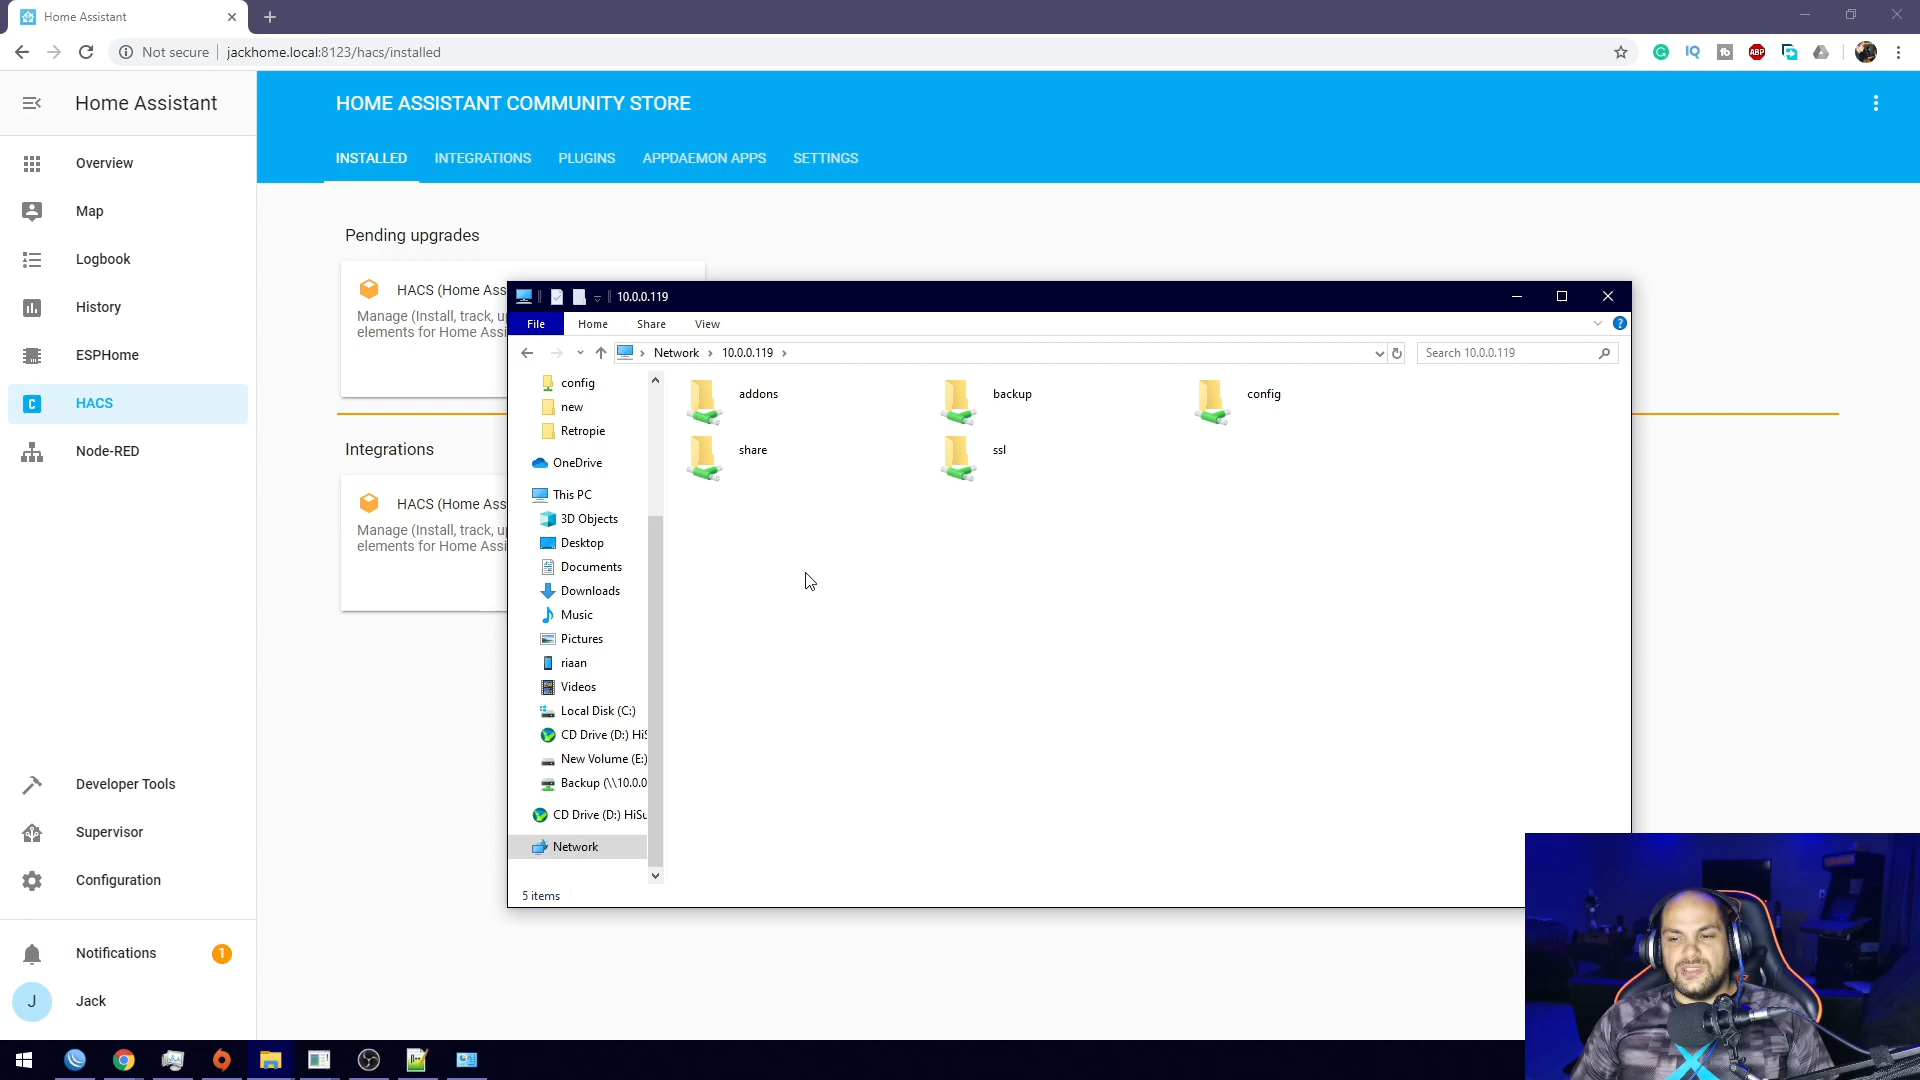 Home Assistant
Not secure
jackhome.local:8123/hacs/installed
IQ
ABP
Home Assistant
HOME ASSISTANT COMMUNITY STORE
INSTALLED INTEGRATIONS PLUGINS APPDAEMON APPS SETTINGS
Overview
Map
Logbook
History
ESPHome
C HACS
Node-RED
Developer Tools
Supervisor
Configuration
Notifications 1
J Jack
Pending upgrades
HACS (Home Ass
Manage (Install, track, u
elements for Home Assi
Integrations
HACS (Home Ass
Manage (Install, track, u
elements for Home Assi
10.0.0.119
File Home Share View
Network 10.0.0.119
Search 10.0.0.119
config
new
Retropie
OneDrive
This PC
3D Objects
Desktop
Documents
Downloads
Music
Pictures
riaan
Videos
Local Disk (C:)
CD Drive (D:) HiS
New Volume (E:)
Backup (\\10.0.0
CD Drive (D:) HiSu
Network
addons backup config
share ssl
5 items